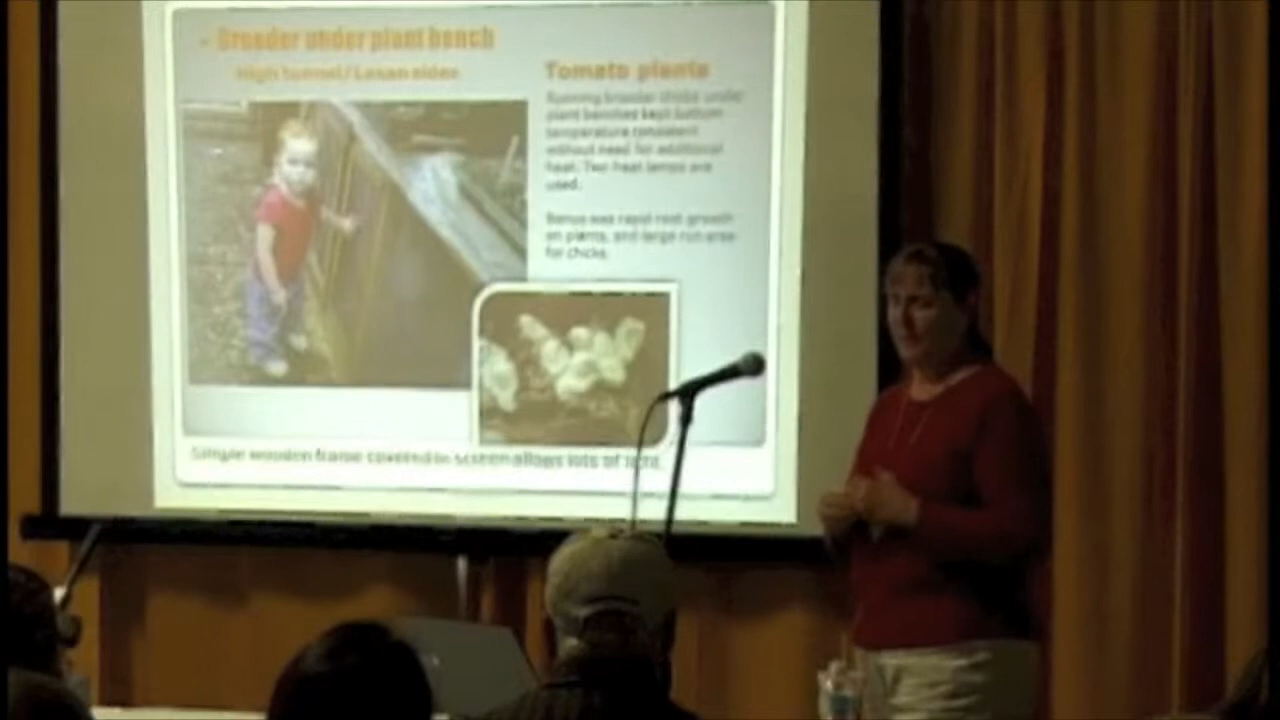 - Brooder under plant bench
High tunnel/Lexan sides
Tomato plants
Running brooder chicks under
plant benches kept bottom
temperature consistent
without need for additional
heat. Two heat lamps are
used.
Bonus was rapid root growth
on plants, and large run area
for chicks.
Simple wooden frame covered in screen allows lots of light.